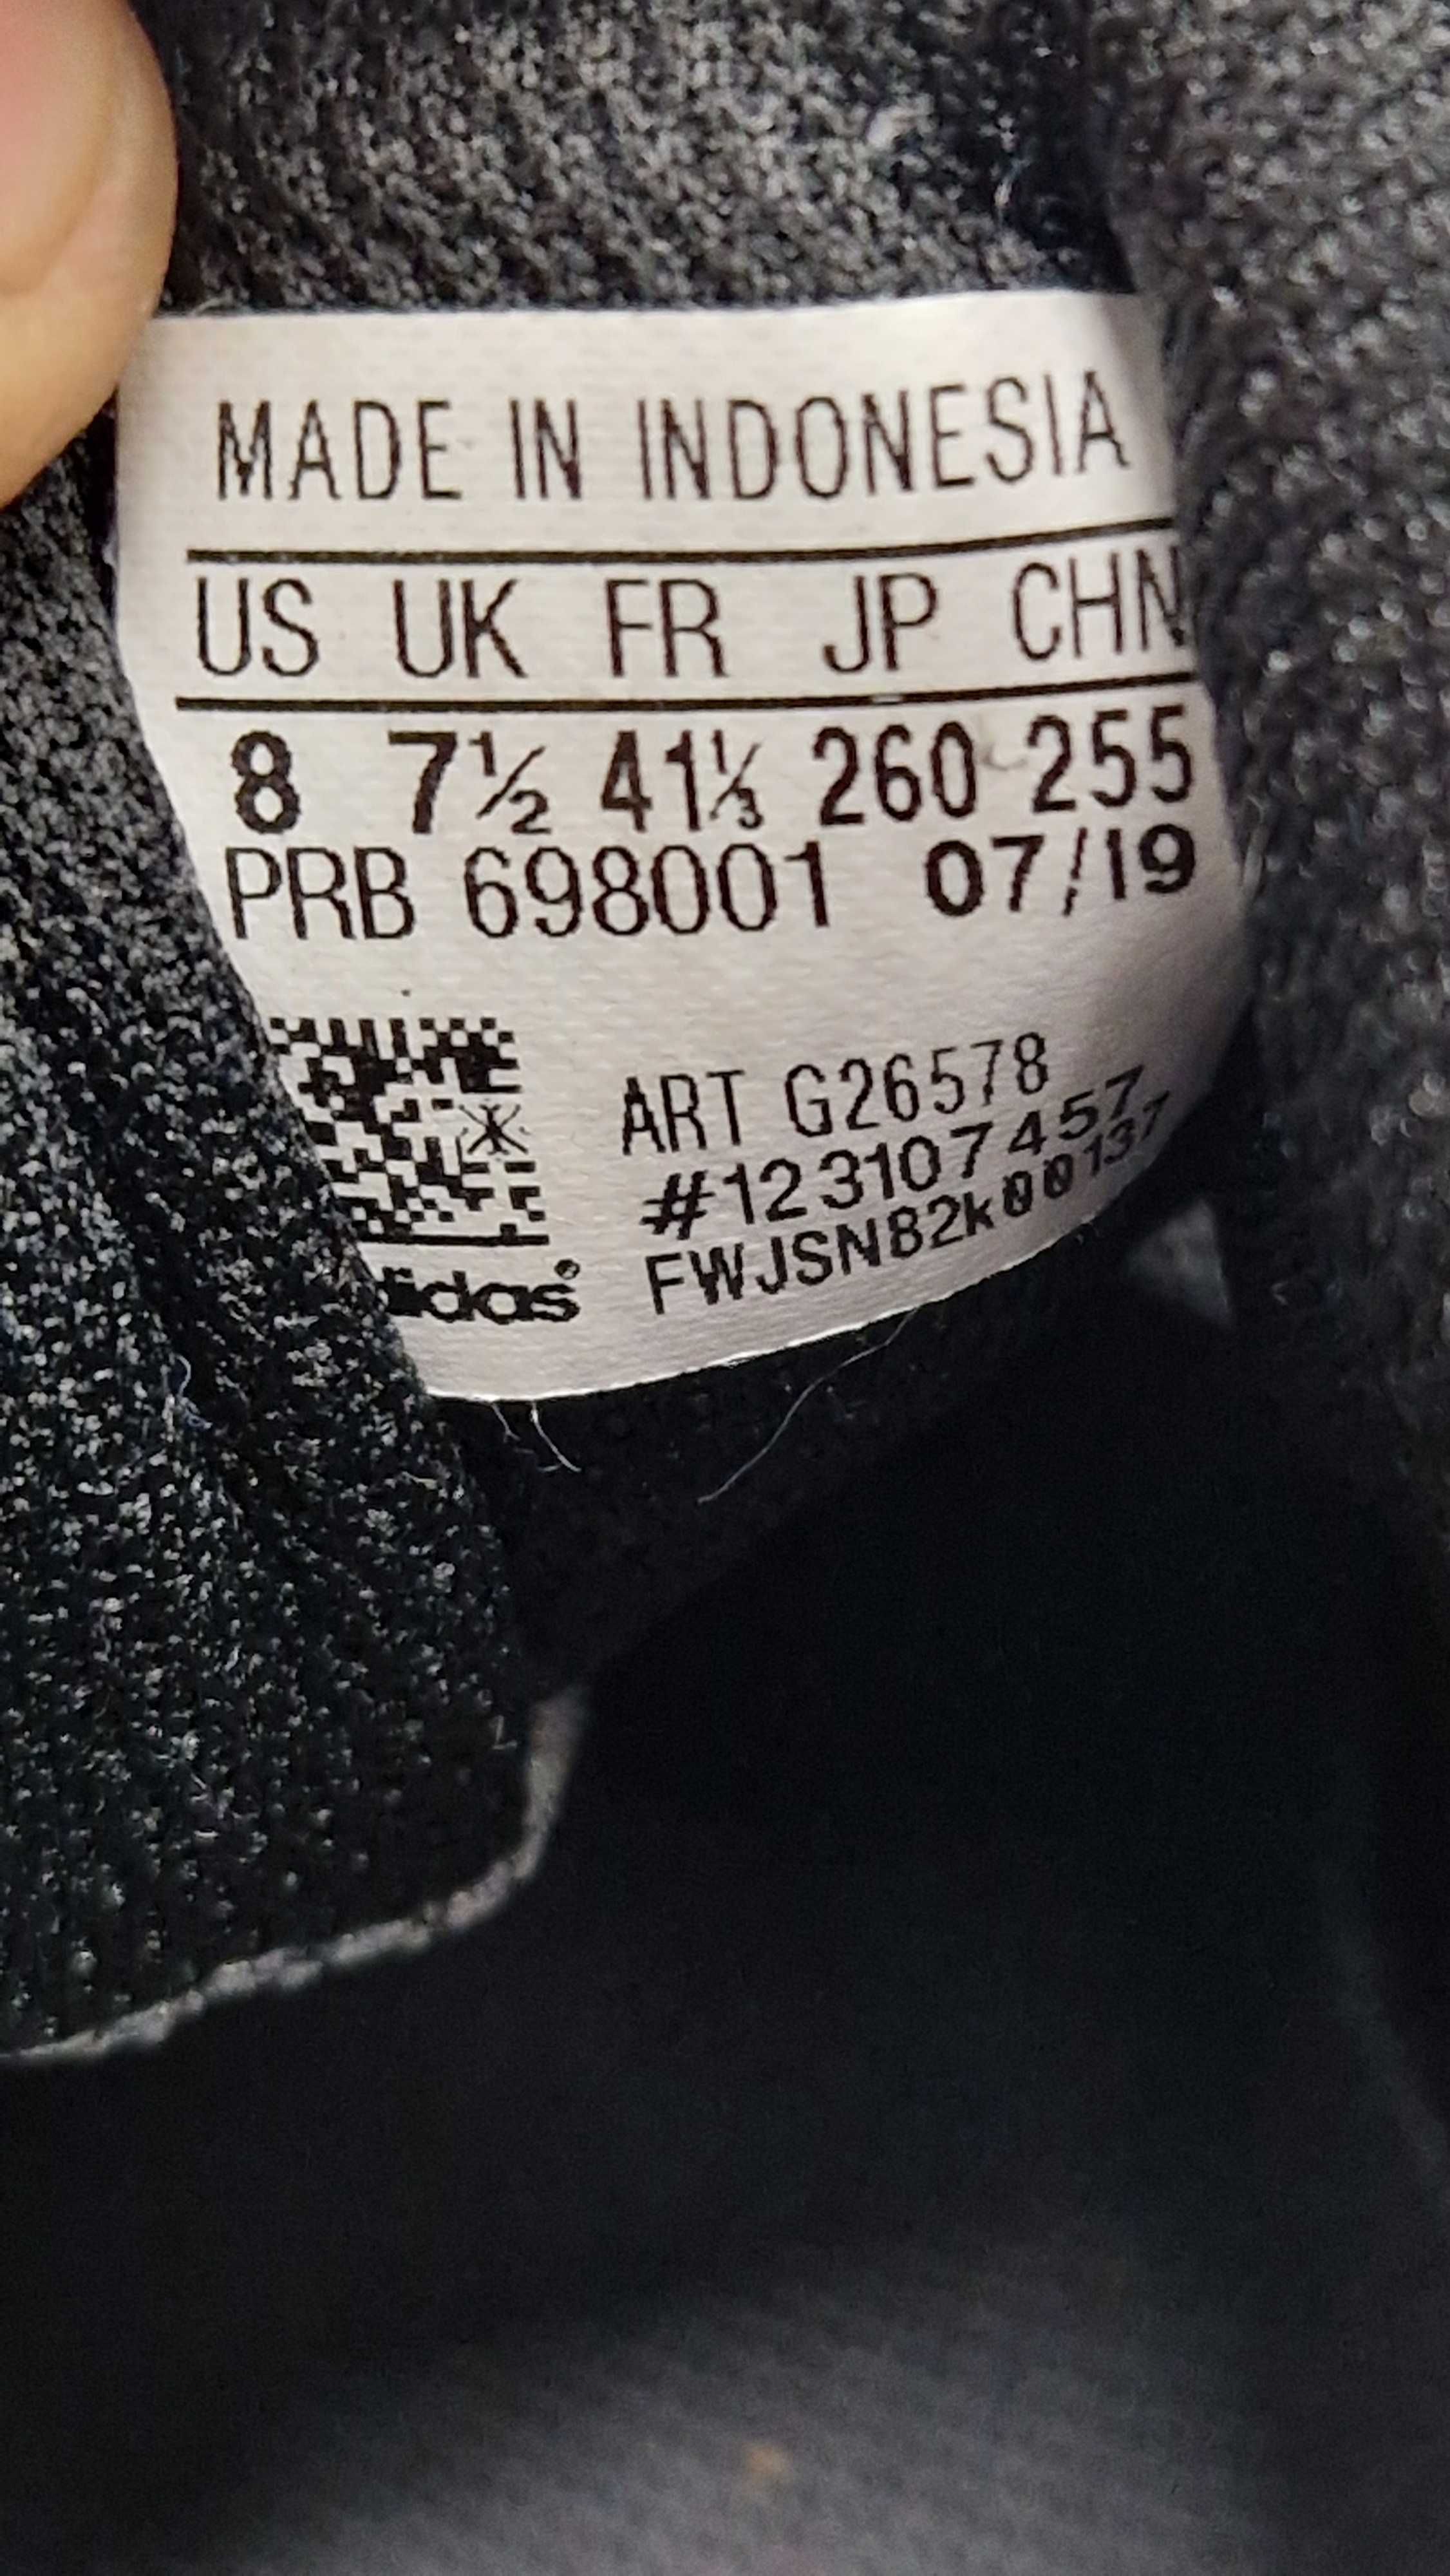 MADE IN INDONESIA
US UK FR JP CHN
8 7½ 41⅓ 260 255
PRB 698001 07/19
ART G26578
#123107457
FWJSN82k00137
idas®